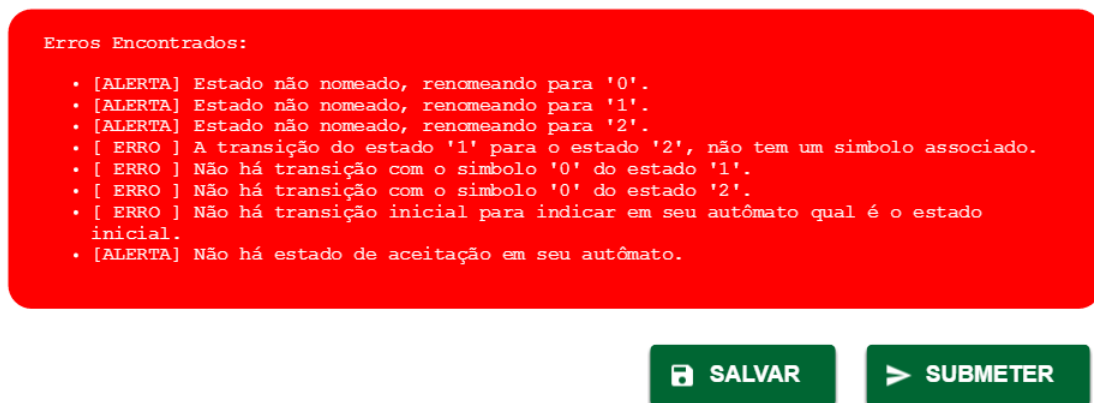 Erros Encontrados:
• [ALERTA] Estado não nomeado, renomeando para '0'.
• [ALERTA] Estado não nomeado, renomeando para '1'.
• [ALERTA] Estado não nomeado, renomeando para '2'.
• [ ERRO ] A transição do estado '1' para o estado '2', não tem um simbolo associado.
• [ ERRO ] Não há transição com o simbolo '0' do estado '1'.
• [ ERRO ] Não há transição com o simbolo '0' do estado '2'.
• [ ERRO ] Não há transição inicial para indicar em seu autômato qual é o estado
inicial.
• [ALERTA] Não há estado de aceitação em seu autômato.
SALVAR
SUBMETER